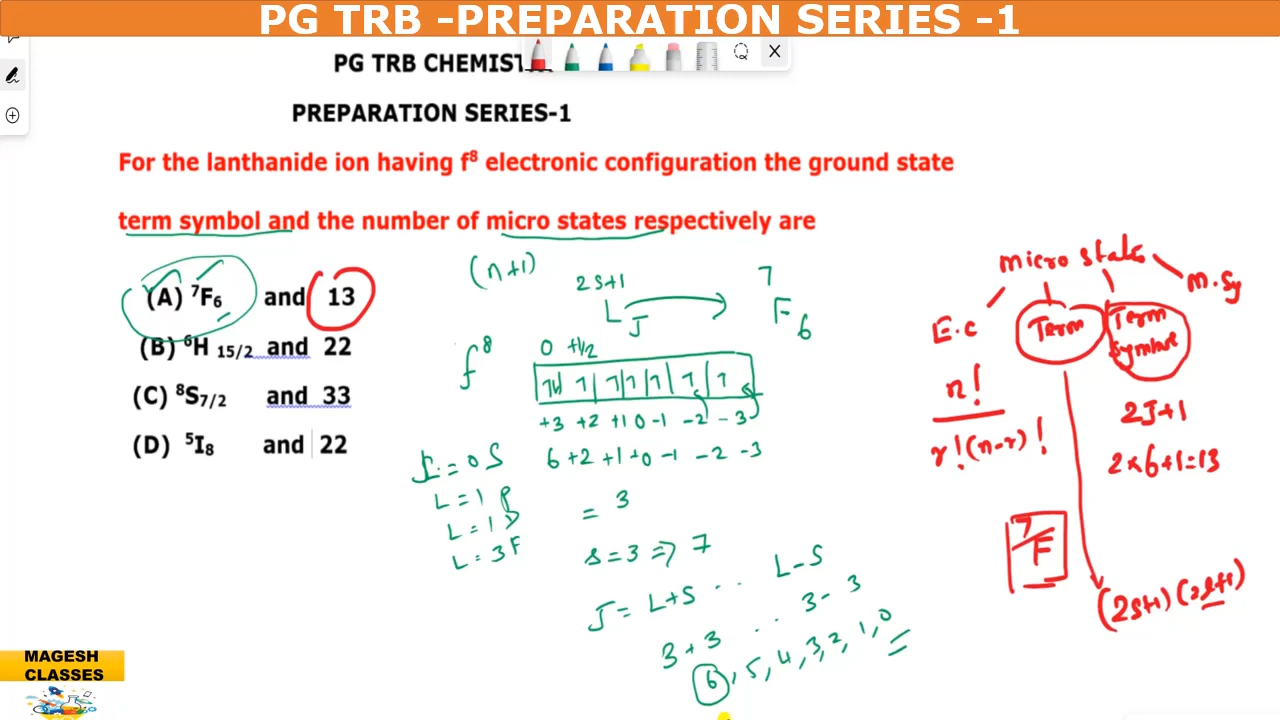 PG TRB -PREPARATION SERIES -1
PG TRB CHEMIST
PREPARATION SERIES-1
For the lanthanide ion having f⁸ electronic configuration the ground state
term symbol and the number of micro states respectively are
(A) ⁷F₆ and 13
(B) ⁶H 15/2 and 22
(C) ⁸S7/2 and 33
(D) ⁵I₈ and 22
(n+1)
2S+1
L J
7
F 6
f⁸
0 +1/2
+3 +2 +1 0 -1 -2 -3
6 +2 +1 +0 -1 -2 -3
L = 0 S
L = 1 P
L = 1 D
L = 3 F
= 3
S = 3 => 7
J = L+S .. L-S
3+3 .. 3-3
6, 5, 4, 3, 2, 1, 0
micro state
E.c
Term
Term
Symbol
M.Sy
n!
r!(n-r)!
2J+1
2×6+1=13
⁷F
(2S+1)
MAGESH
CLASSES